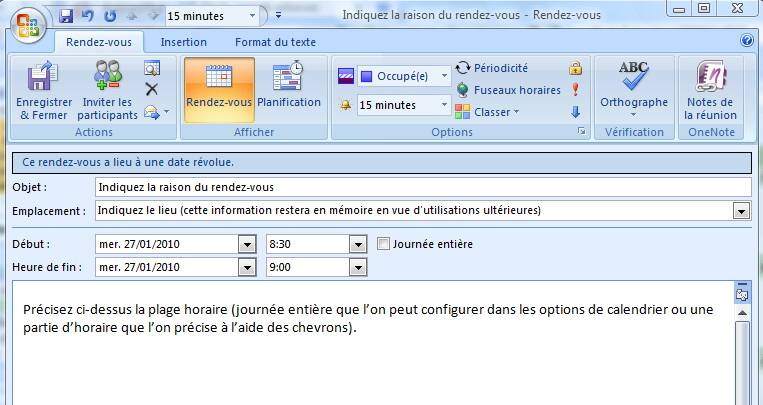 15 minutes
Indiquez la raison du rendez-vous - Rendez-vous
Rendez-vous
Insertion
Format du texte
Enregistrer & Fermer
Inviter les participants
Actions
Rendez-vous
Planification
Afficher
Occupé(e)
15 minutes
Périodicité
Fuseaux horaires
Classer
Options
ABC
Orthographe
Vérification
Notes de la réunion
OneNote
Ce rendez-vous a lieu à une date révolue.
Objet : Indiquez la raison du rendez-vous
Emplacement : Indiquez le lieu (cette information restera en mémoire en vue d'utilisations ultérieures)
Début : mer. 27/01/2010 8:30 Journée entière
Heure de fin : mer. 27/01/2010 9:00
Précisez ci-dessus la plage horaire (journée entière que l'on peut configurer dans les options de calendrier ou une
partie d'horaire que l'on précise à l'aide des chevrons).